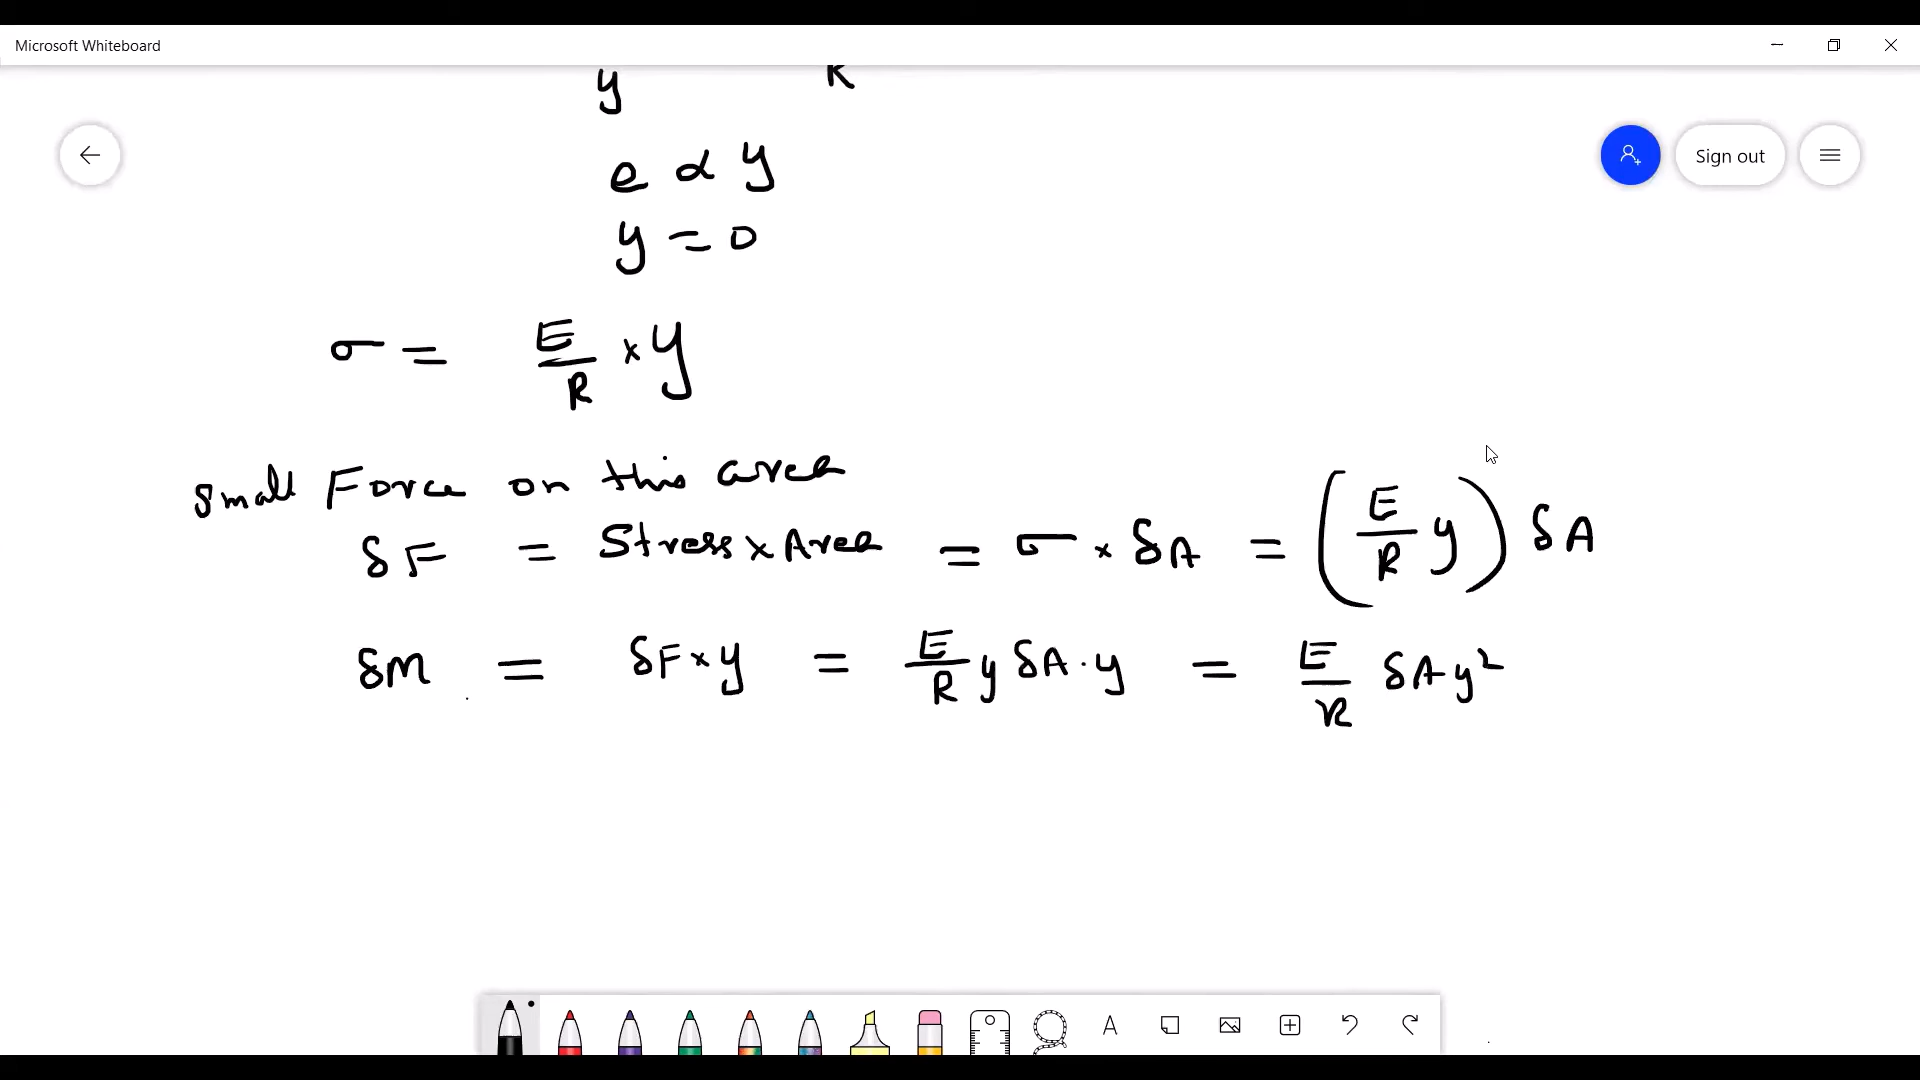 Microsoft Whiteboard
y R
e ∝ y
Sign out
y = 0
σ = E/R × y
Small Force on this area
δF = Stress × Area = σ × δA = (E/R y) δA
δM = δF × y = E/R y δA · y = E/R δA y²
A